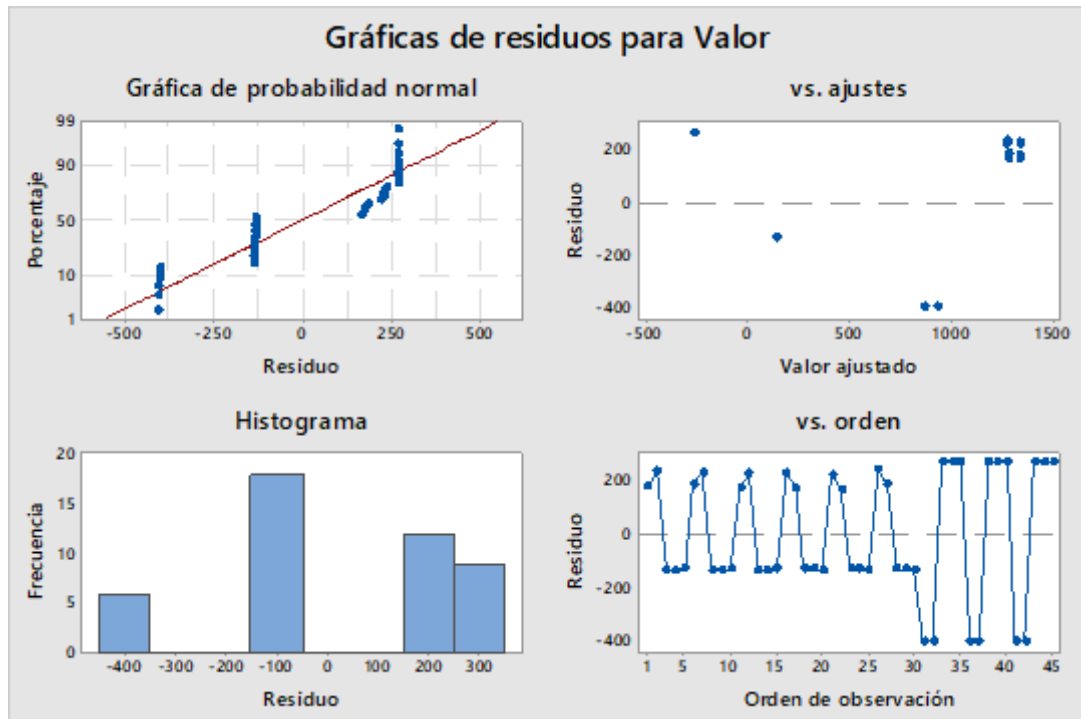 Gráficas de residuos para Valor
Gráfica de probabilidad normal
99
90
50
10
1
Porcentaje
-500 -250 0 250 500
Residuo
vs. ajustes
200
0
-200
-400
Residuo
-500 0 500 1000 1500
Valor ajustado
Histograma
20
15
10
5
0
Frecuencia
-400 -300 -200 -100 0 100 200 300
Residuo
vs. orden
200
0
-200
-400
Residuo
1 5 10 15 20 25 30 35 40 45
Orden de observación